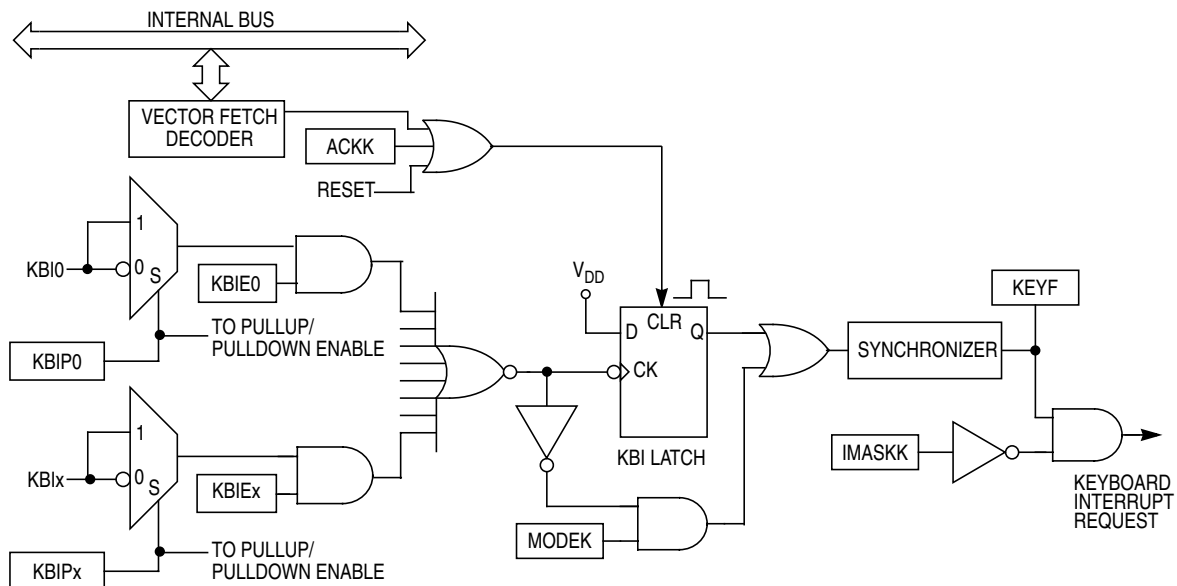 INTERNAL BUS
VECTOR FETCH
DECODER
ACKK
RESET
1
KBI0
0
S
KBIE0
TO PULLUP/
PULLDOWN ENABLE
KBIP0
VDD
D
CLR
Q
CK
KBI LATCH
SYNCHRONIZER
KEYF
1
KBIx
0
S
KBIEx
TO PULLUP/
PULLDOWN ENABLE
KBIPx
MODEK
IMASKK
KEYBOARD
INTERRUPT
REQUEST